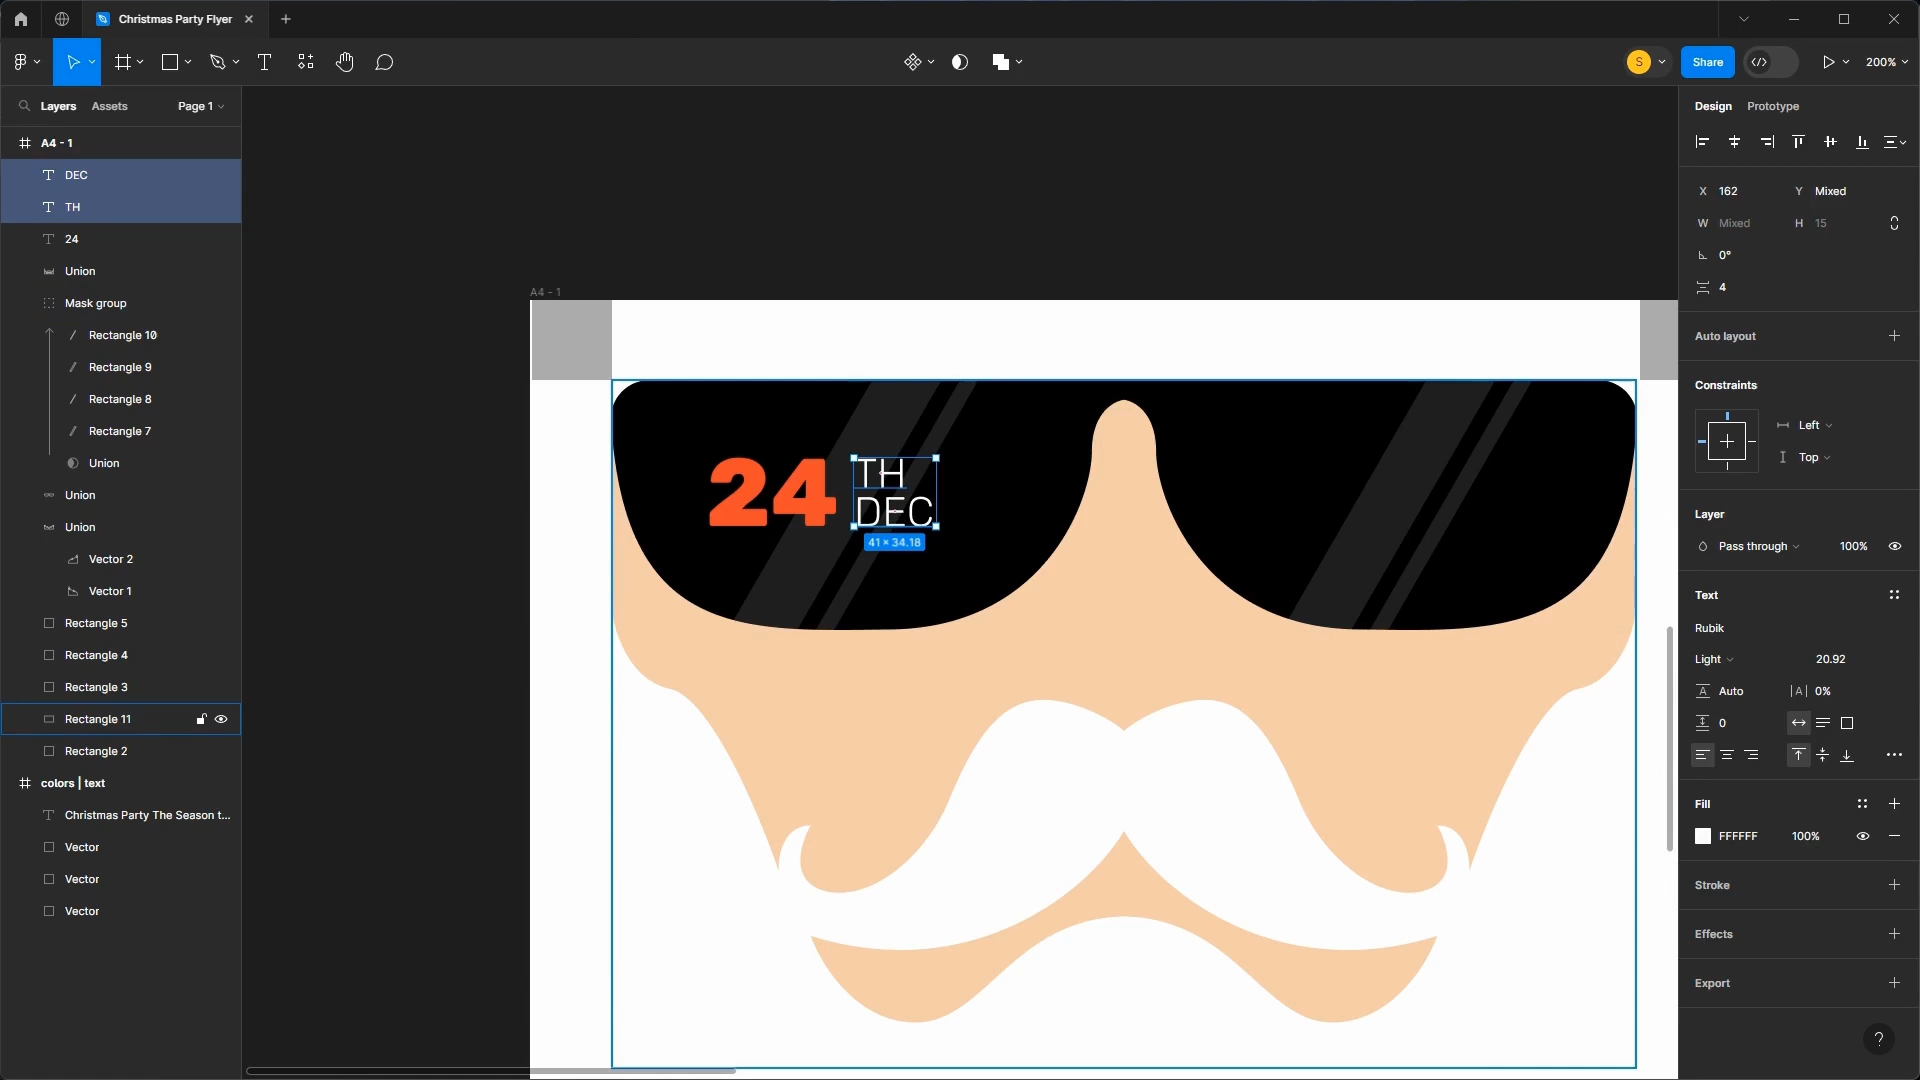 Christmas Party Flyer
S
Share
200%
Layers
Assets
Page 1
Design
Prototype
A4 - 1
DEC
TH
24
Union
Mask group
Rectangle 10
Rectangle 9
Rectangle 8
Rectangle 7
Union
Union
Union
Vector 2
Vector 1
Rectangle 5
Rectangle 4
Rectangle 3
Rectangle 11
Rectangle 2
colors | text
Christmas Party The Season t...
Vector
Vector
Vector
A4 - 1
24
TH
DEC
41 × 34.18
X 162
Y Mixed
W Mixed
H 15
0°
4
Auto layout
Constraints
Left
Top
Layer
Pass through
100%
Text
Rubik
Light
20.92
A Auto
|A| 0%
0
Fill
FFFFFF
100%
Stroke
Effects
Export
?